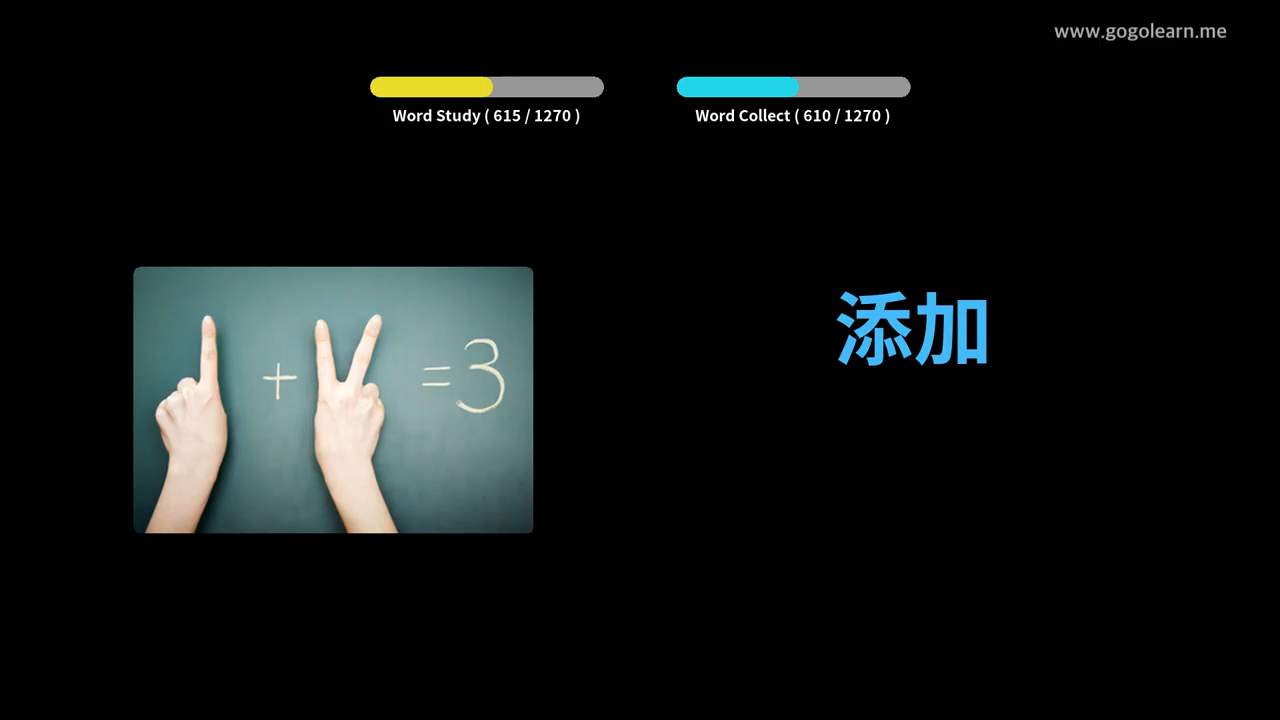 www.gogolearn.me
Word Study ( 615 / 1270 )
Word Collect ( 610 / 1270 )
+ =3
添加